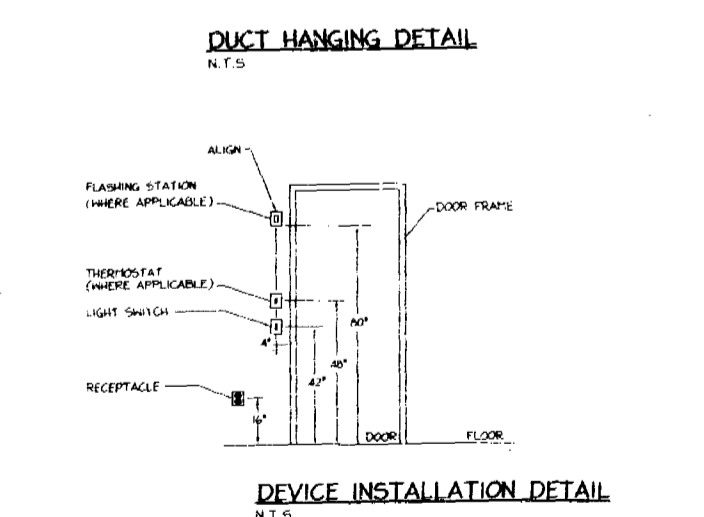 DUCT HANGING DETAIL
N.T.S
ALIGN
FLASHING STATION
(WHERE APPLICABLE)
DOOR FRAME
THERMOSTAT
(WHERE APPLICABLE)
LIGHT SWITCH
80"
4"
48"
42"
RECEPTACLE
16"
DOOR
FLOOR
DEVICE INSTALLATION DETAIL
N.T.S